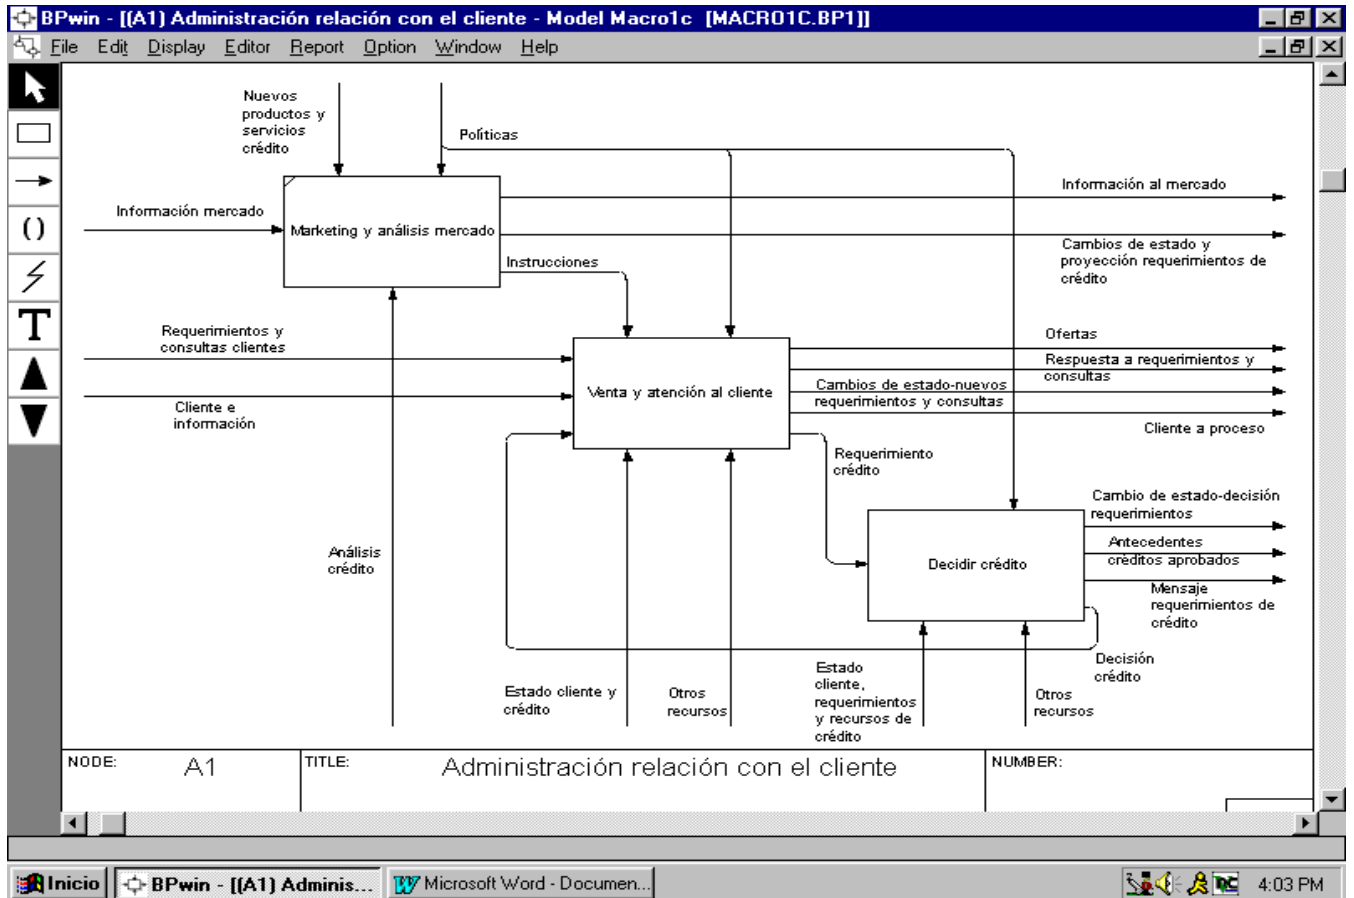 BPwin - [(A1) Administración relación con el cliente - Model Macro1c  [MACRO1C.BP1]]
File Edit Display Editor Report Option Window Help
Nuevos
productos y
servicios
crédito
Políticas
Información mercado
Marketing y análisis mercado
Información al mercado
Cambios de estado y
proyección requerimientos de
crédito
Instrucciones
Requerimientos y
consultas clientes
Cliente e
información
Venta y atención al cliente
Ofertas
Respuesta a requerimientos y
consultas
Cambios de estado-nuevos
requerimientos y consultas
Cliente a proceso
Requerimiento
crédito
Análisis
crédito
Decidir crédito
Cambio de estado-decisión
requerimientos
Antecedentes
créditos aprobados
Mensaje
requerimientos de
crédito
Decisión
crédito
Estado cliente y
crédito
Otros
recursos
Estado
cliente,
requerimientos
y recursos de
crédito
Otros
recursos
NODE: A1
TITLE: Administración relación con el cliente
NUMBER:
Inicio
BPwin - [(A1) Adminis...
Microsoft Word - Documen...
4:03 PM